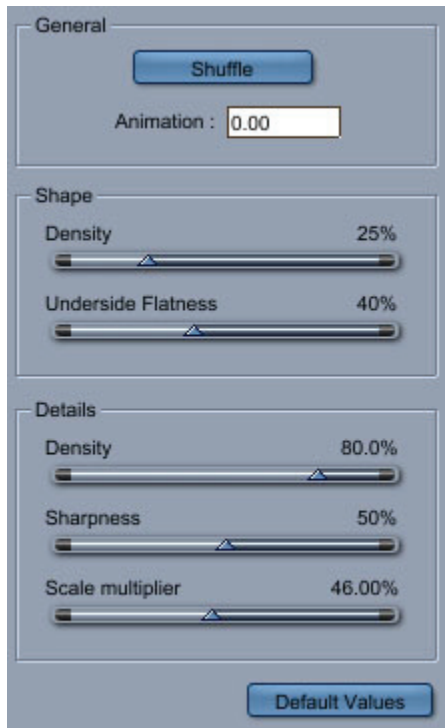 General
Shuffle
Animation : 0.00
Shape
Density 25%
Underside Flatness 40%
Details
Density 80.0%
Sharpness 50%
Scale multiplier 46.00%
Default Values